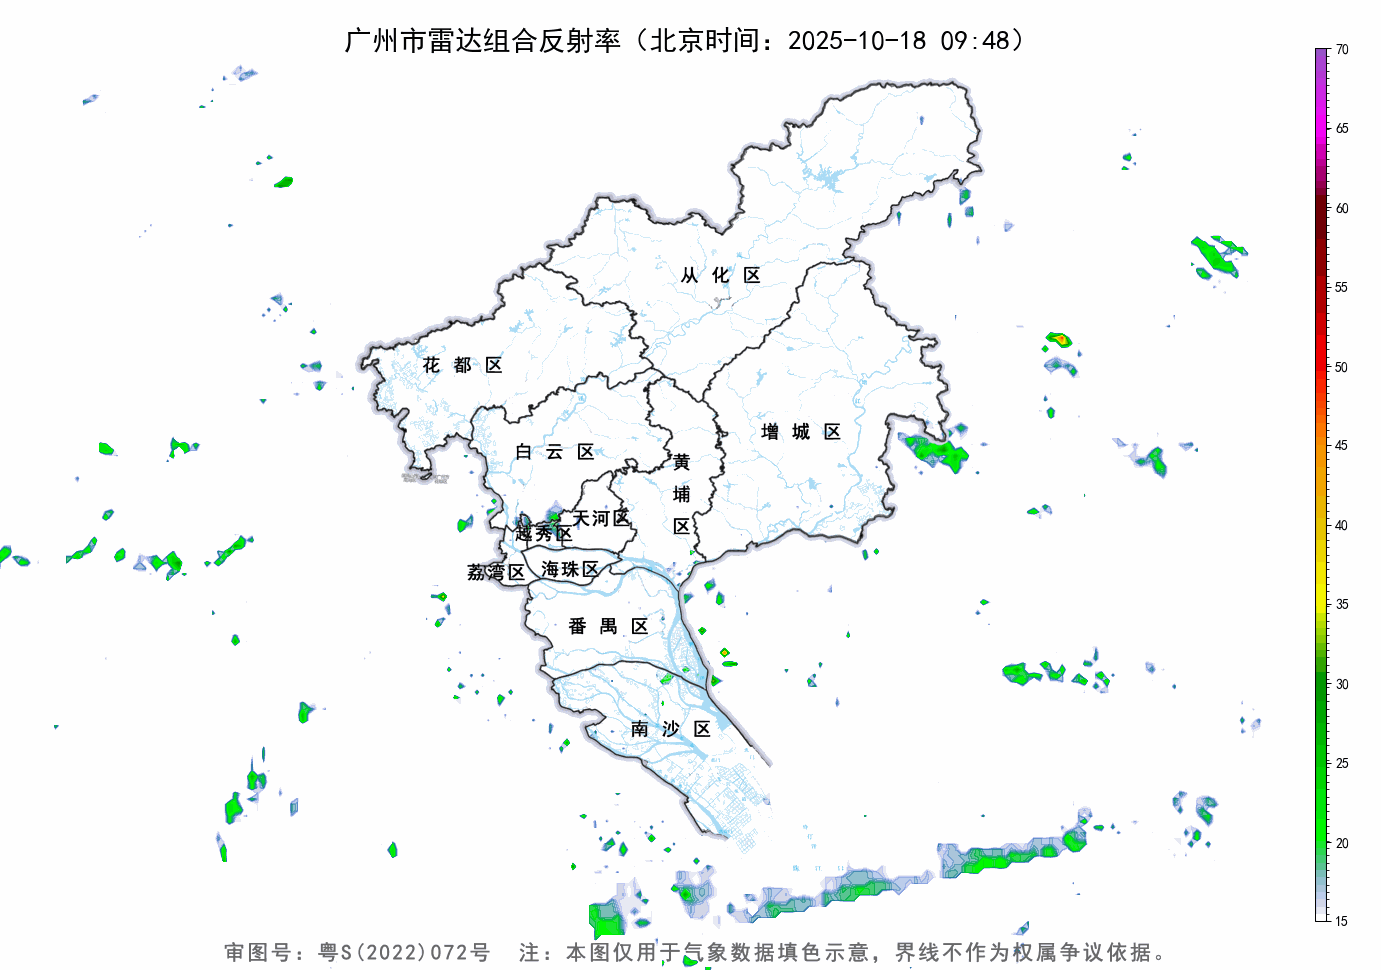 广州市雷达组合反射率（北京时间：2025-10-18 09:48）
70
65
60
55
50
45
40
35
30
25
20
15
从化区
花都区
增城区
白云区
黄埔区
天河区
越秀区
海珠区
荔湾区
番禺区
南沙区
审图号：粤S(2022)072号 注：本图仅用于气象数据填色示意，界线不作为权属争议依据。